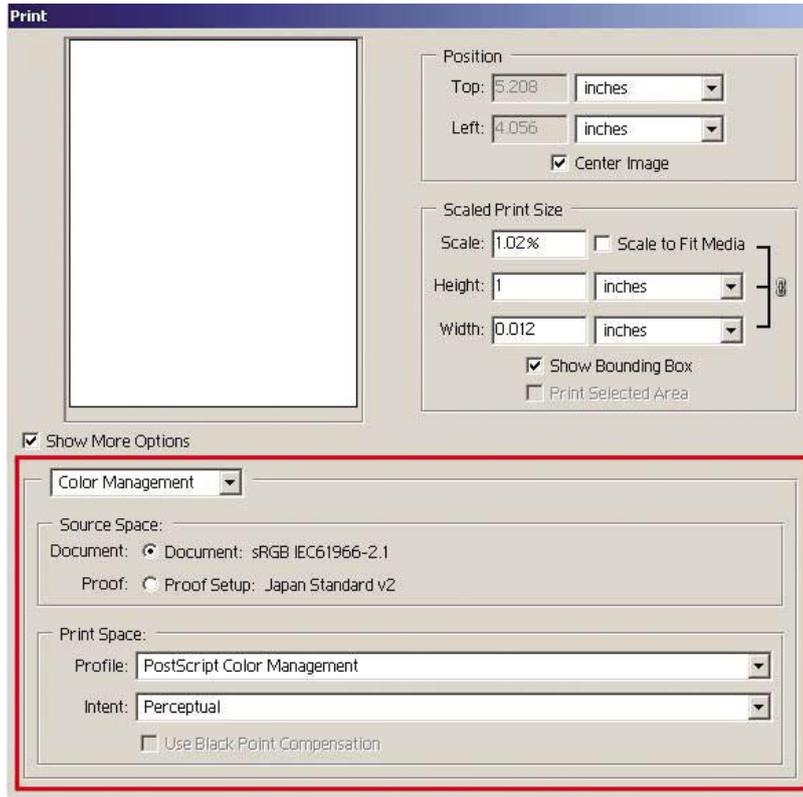 Print
Position
Top: 5.208 inches
Left: 4.056 inches
Center Image
Scaled Print Size
Scale: 1.02% Scale to Fit Media
Height: 1 inches
Width: 0.012 inches
Show Bounding Box
Print Selected Area
Show More Options
Color Management
Source Space:
Document: Document: sRGB IEC61966-2.1
Proof: Proof Setup: Japan Standard v2
Print Space:
Profile: PostScript Color Management
Intent: Perceptual
Use Black Point Compensation